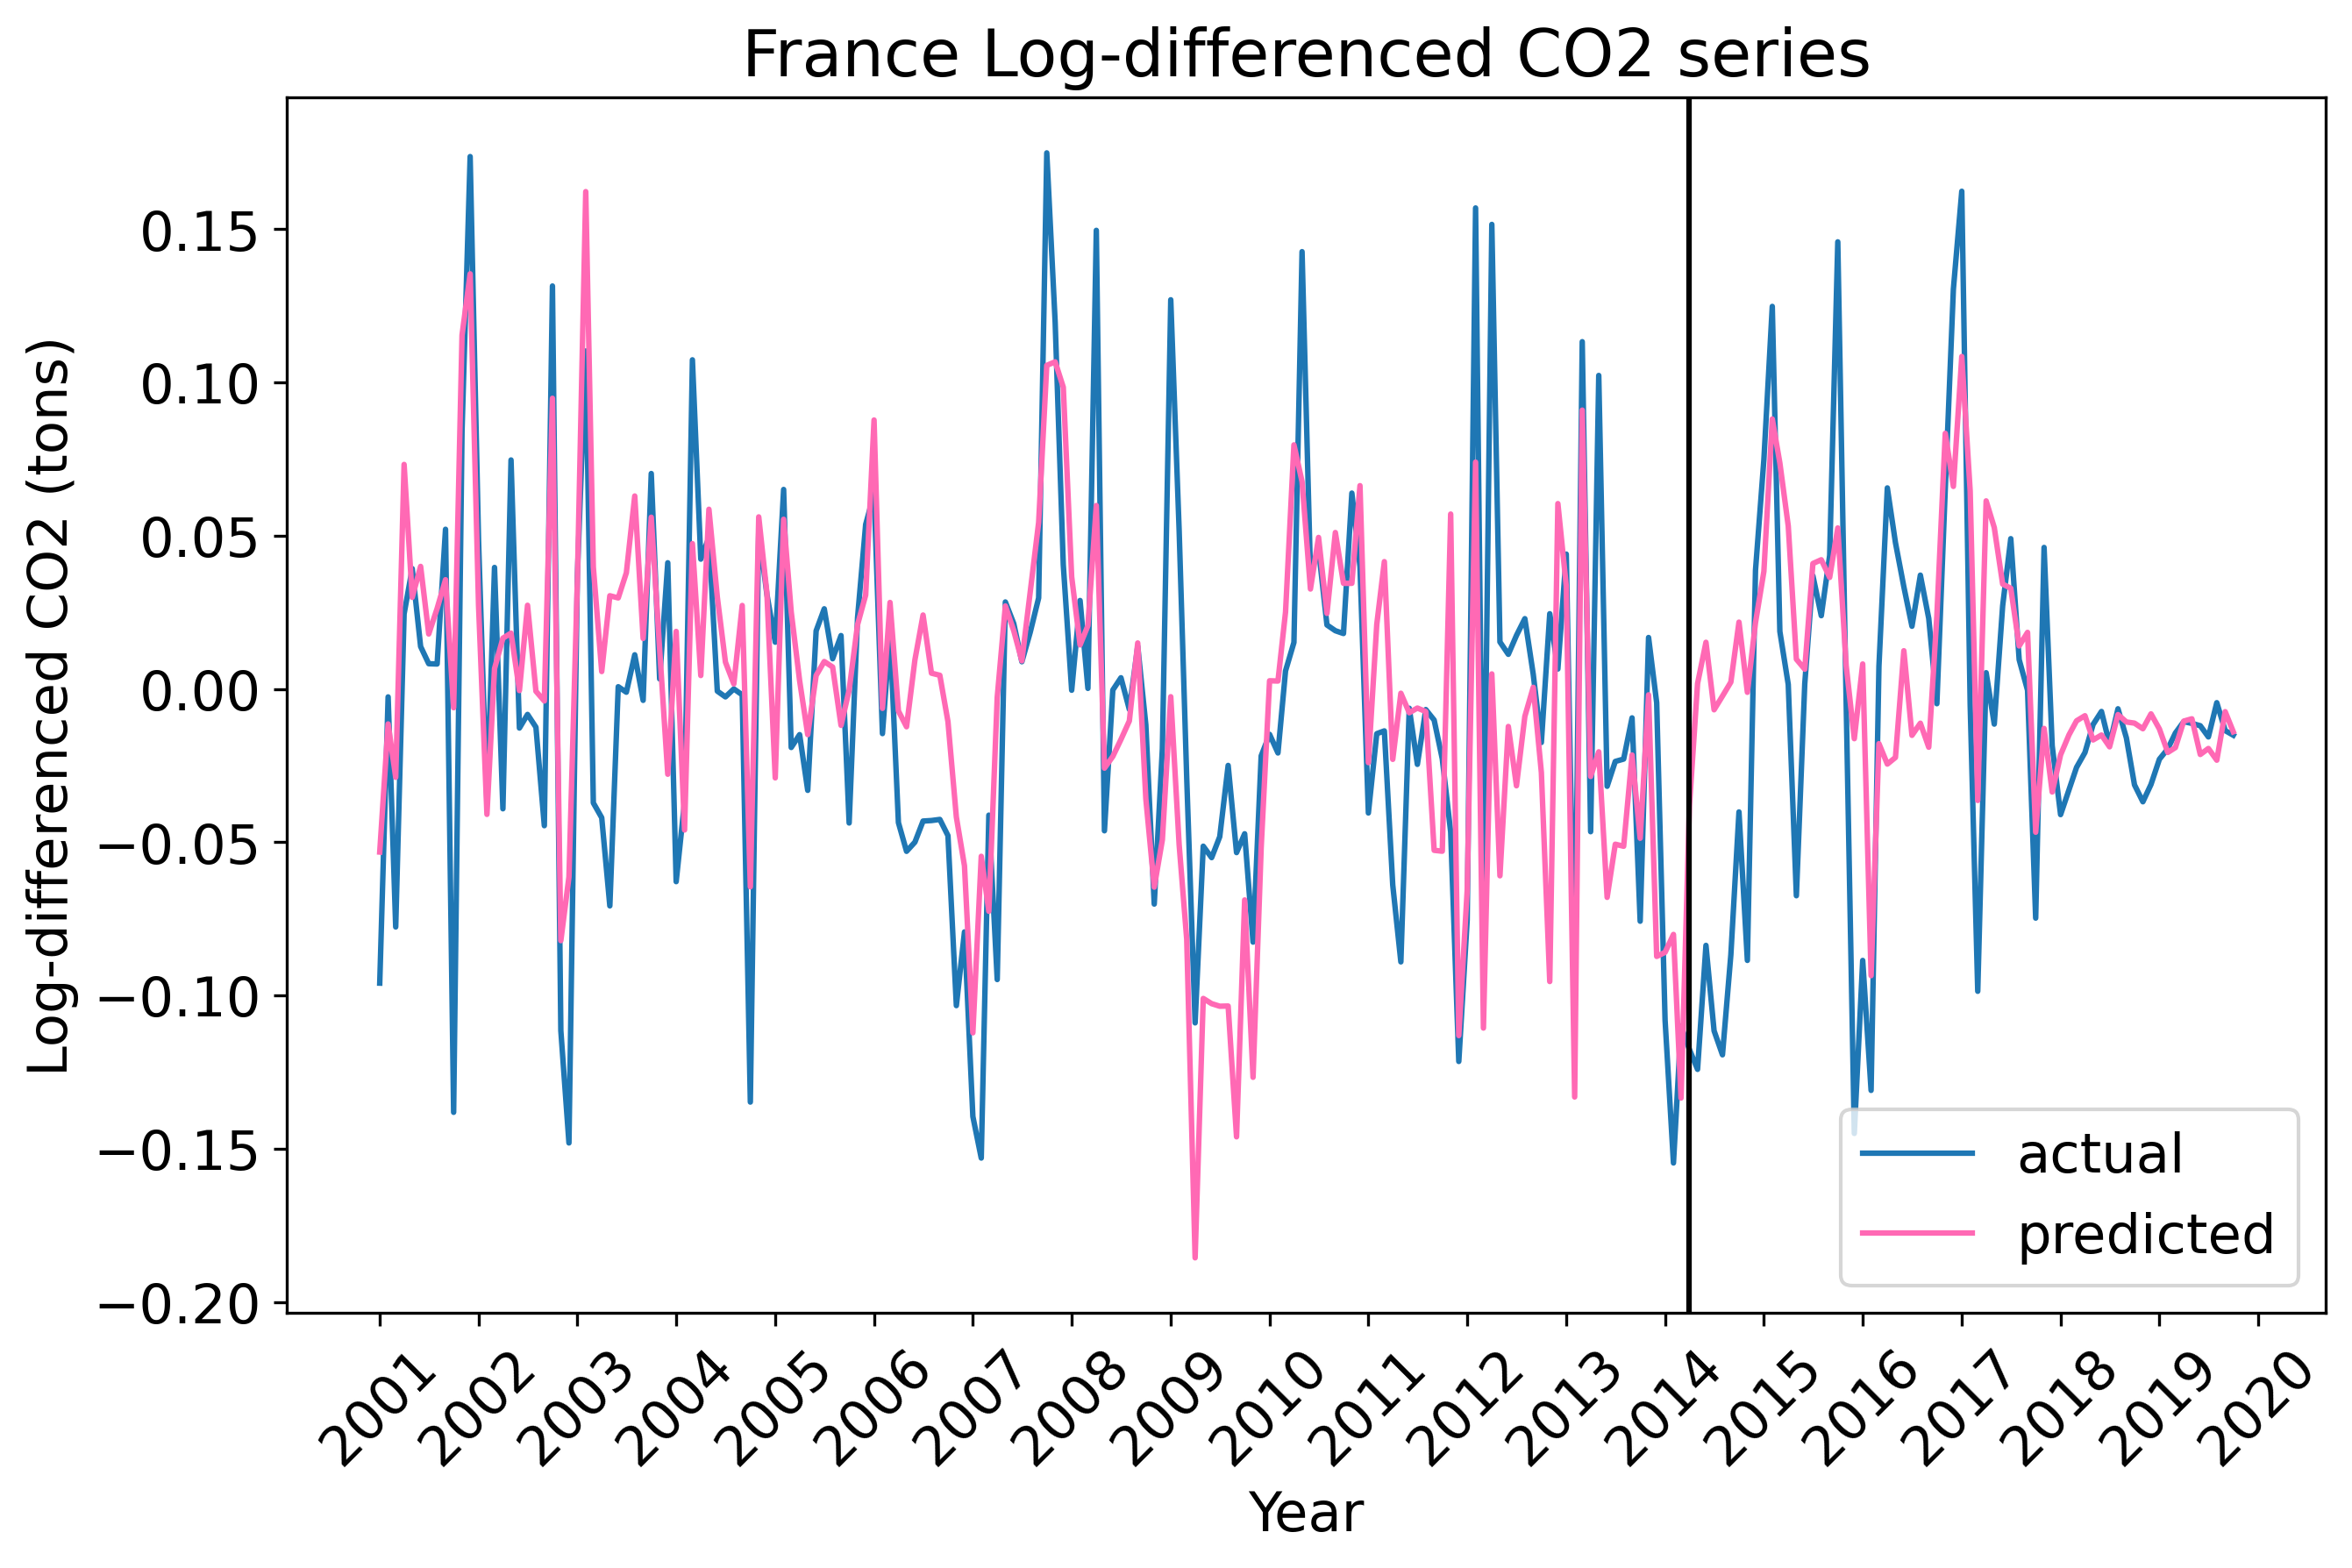 France Log-differenced CO2 series
Log-differenced CO2 (tons)
0.15
0.10
0.05
0.00
−0.05
−0.10
−0.15
−0.20
actual
predicted
2001 2002 2003 2004 2005 2006 2007 2008 2009 2010 2011 2012 2013 2014 2015 2016 2017 2018 2019 2020
Year